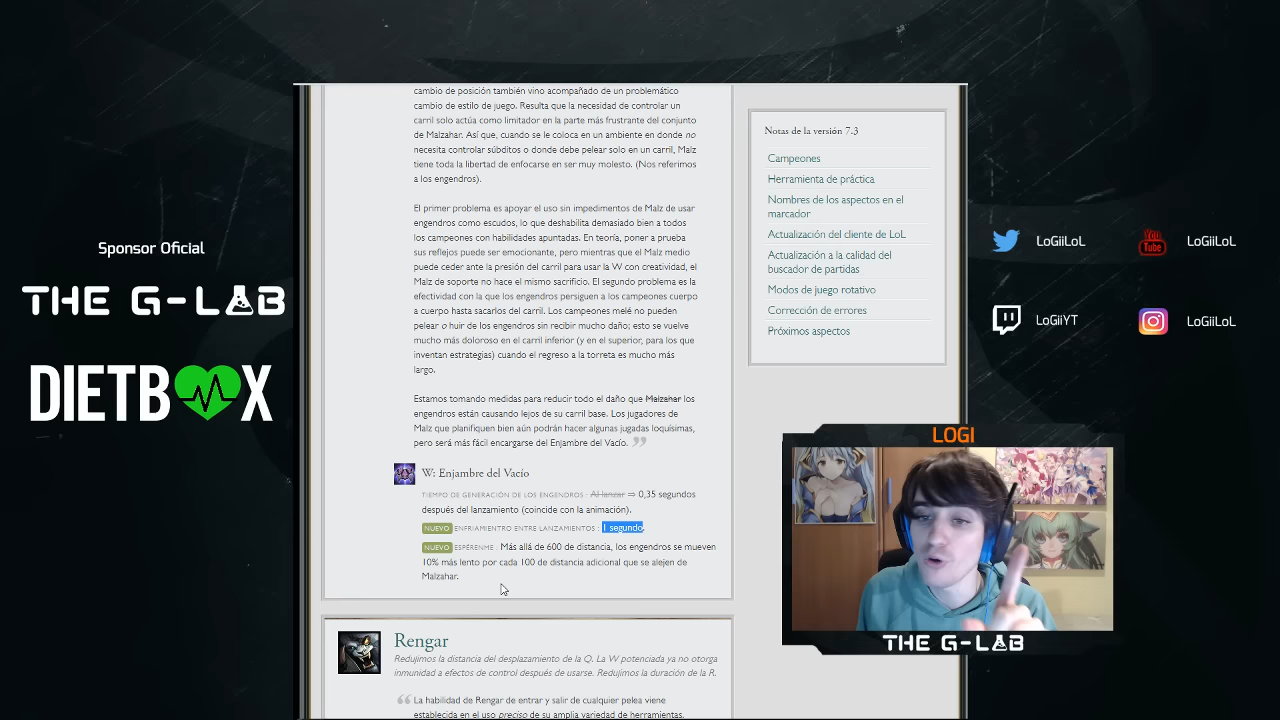 Sponsor Oficial
THE G-LAB
DIETBOX
cambio de posición también vino acompañado de un problemático
cambio de estilo de juego. Resulta que la necesidad de controlar un
carril solo actúa como limitador en la parte más frustrante del conjunto
de Malzahar. Así que, cuando se le coloca en un ambiente en donde no
necesita controlar súbditos o donde debe pelear solo en un carril, Malz
tiene toda la libertad de enfocarse en ser muy molesto. (Nos referimos
a los engendros).
El primer problema es apoyar el uso sin impedimentos de Malz de usar
engendros como escudos, lo que deshabilita demasiado bien a todos
los campeones con habilidades apuntadas. En teoría, poner a prueba
sus reflejos puede ser emocionante, pero mientras que el Malz medio
puede ceder ante la presión del carril para usar la W con creatividad, el
Malz de soporte no hace el mismo sacrificio. El segundo problema es la
efectividad con la que los engendros persiguen a los campeones cuerpo
a cuerpo hasta sacarlos del carril. Los campeones melé no pueden
pelear o huir de los engendros sin recibir mucho daño; esto se vuelve
mucho más doloroso en el carril inferior (y en el superior, para los que
inventan estrategias) cuando el regreso a la torreta es mucho más
largo.
Estamos tomando medidas para reducir todo el daño que Malzahar los
engendros están causando lejos de su carril base. Los jugadores de
Malz que planifiquen bien aún podrán hacer algunas jugadas loquísimas,
pero será más fácil encargarse del Enjambre del Vacío. ”
W: Enjambre del Vacío
TIEMPO DE GENERACIÓN DE LOS ENGENDROS : Al lanzar ⇒ 0,35 segundos
después del lanzamiento (coincide con la animación).
NUEVO ENFRIAMIENTRO ENTRE LANZAMIENTOS : 1 segundo.
NUEVO ESPÉRENME : Más allá de 600 de distancia, los engendros se mueven
10% más lento por cada 100 de distancia adicional que se alejen de
Malzahar.
Rengar
Redujimos la distancia del desplazamiento de la Q. La W potenciada ya no otorga
inmunidad a efectos de control después de usarse. Redujimos la duración de la R.
“ La habilidad de Rengar de entrar y salir de cualquier pelea viene
establecida en el uso preciso de su amplia variedad de herramientas.
Notas de la versión 7.3
Campeones
Herramienta de práctica
Nombres de los aspectos en el
marcador
Actualización del cliente de LoL
Actualización a la calidad del
buscador de partidas
Modos de juego rotativo
Corrección de errores
Próximos aspectos
LoGiiLoL
You Tube LoGiiLoL
LoGiiYT
LoGiiLoL
LOGI
THE G-LAB